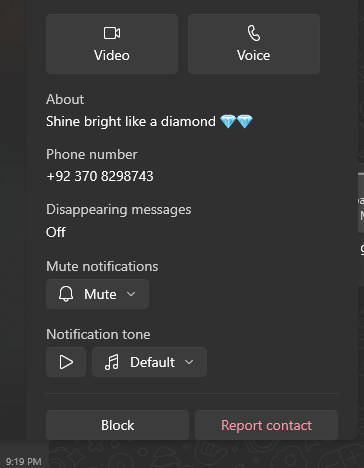 Video
Voice
About
Shine bright like a diamond 💎💎
Phone number
+92 370 8298743
Disappearing messages
Off
Mute notifications
Mute
Notification tone
Default
Block
Report contact
9:19 PM